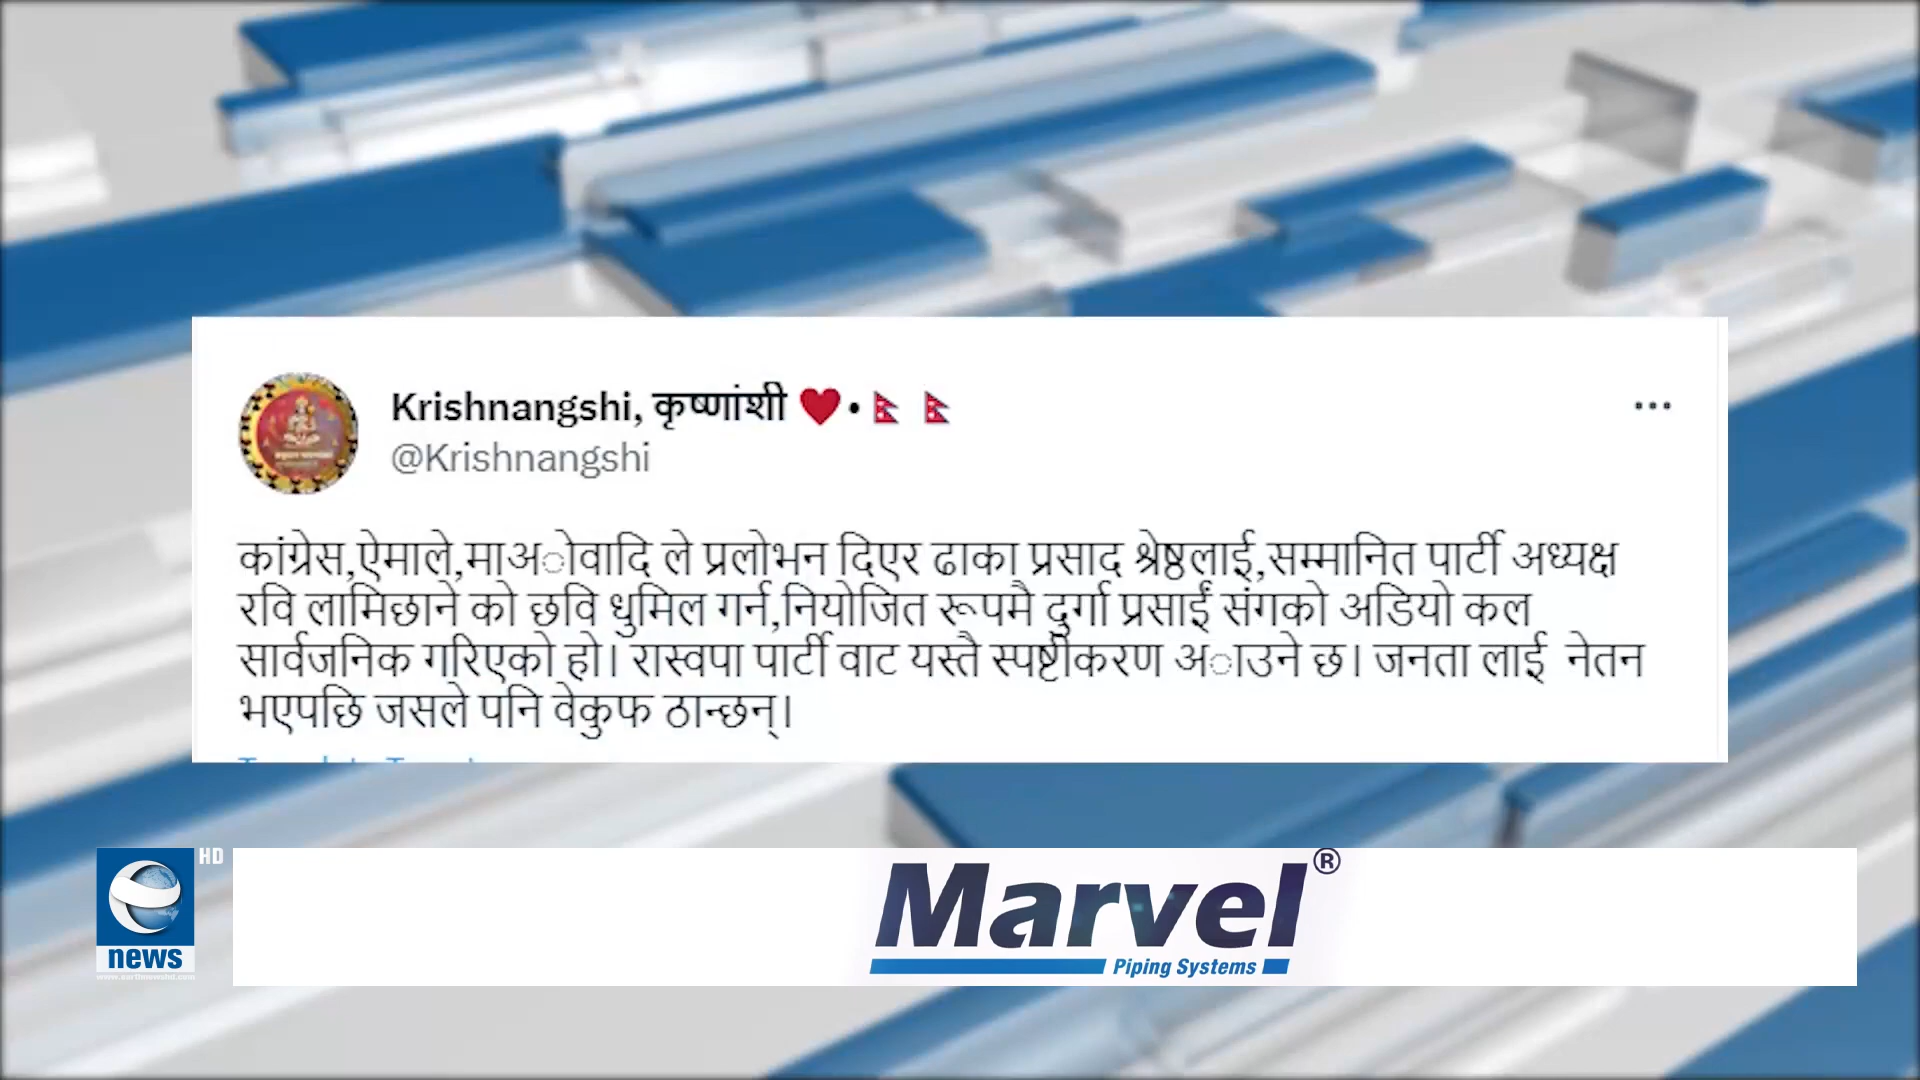 Krishnangshi, कृष्णांशी ❤️•🇳🇵 🇳🇵
@Krishnangshi
कांग्रेस,ऐमाले,माअोवादि ले प्रलोभन दिएर ढाका प्रसाद श्रेष्ठलाई,सम्मानित पार्टी अध्यक्ष
रवि लामिछाने को छवि धुमिल गर्न,नियोजित रूपमै दुर्गा प्रसाईं संगको अडियो कल
सार्वजनिक गरिएको हो। रास्वपा पार्टी वाट यस्तै स्पष्टीकरण अाउने छ। जनता लाई नेतन
भएपछि जसले पनि वेकुफ ठान्छन्।
HD
news
Marvel®
Piping Systems